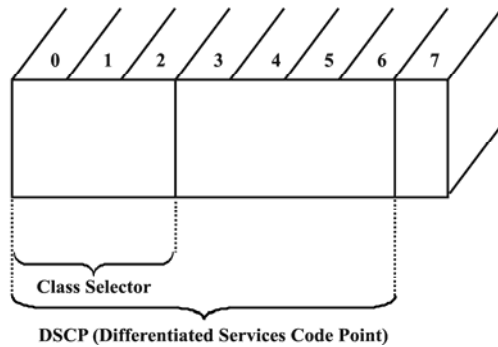 0 1 2 3 4 5 6 7
Class Selector
DSCP (Differentiated Services Code Point)